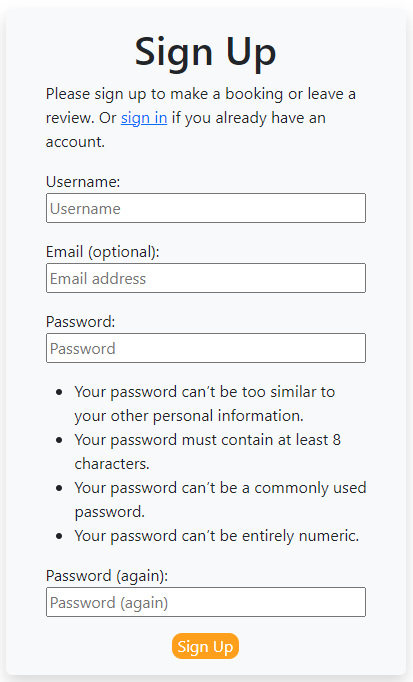 Sign Up
Please sign up to make a booking or leave a
review. Or sign in if you already have an
account.
Username:
Username
Email (optional):
Email address
Password:
Password
• Your password can’t be too similar to
your other personal information.
• Your password must contain at least 8
characters.
• Your password can’t be a commonly used
password.
• Your password can’t be entirely numeric.
Password (again):
Password (again)
Sign Up